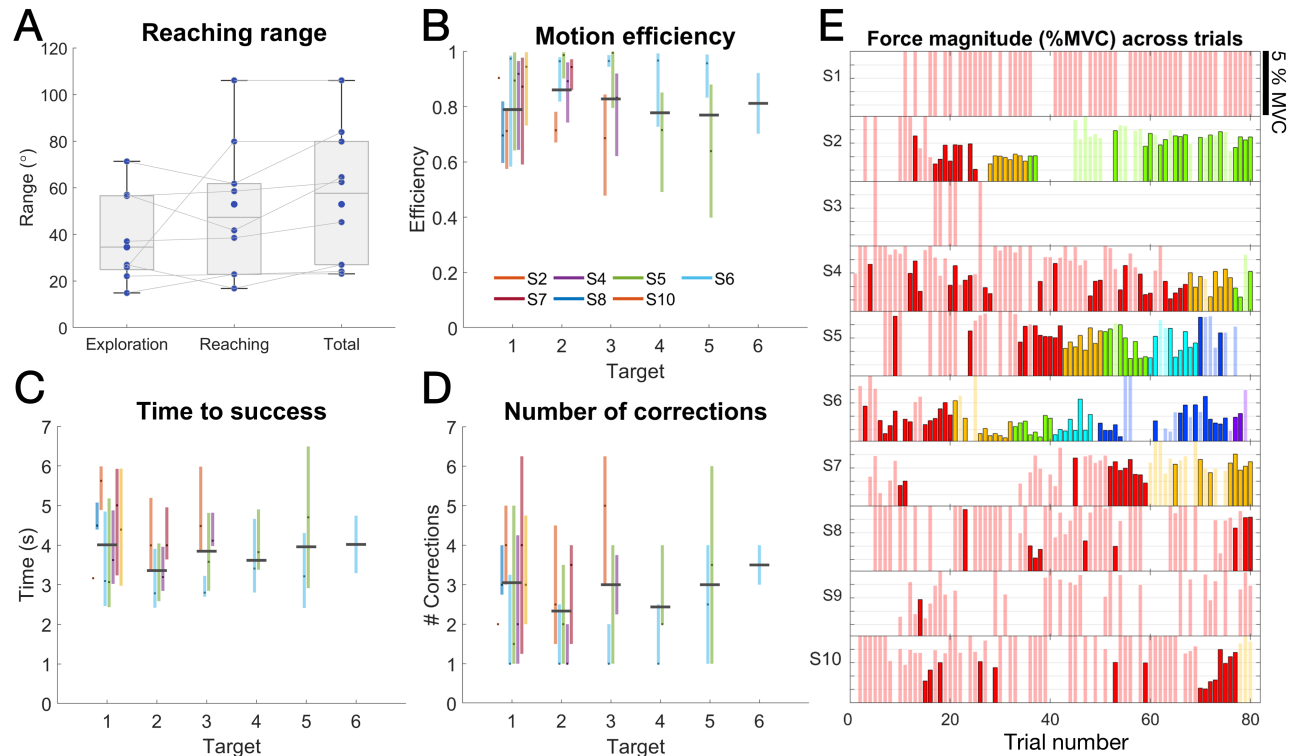 A
Reaching range
120
100
80
60
40
20
0
Range (°)
Exploration
Reaching
Total
B
Motion efficiency
1
0.8
0.6
0.4
0.2
0
Efficiency
S2 S4 S5 S6
S7 S8 S10
1 2 3 4 5 6
Target
C
Time to success
7
6
5
4
3
2
1
0
Time (s)
1 2 3 4 5 6
Target
D
Number of corrections
7
6
5
4
3
2
1
0
# Corrections
1 2 3 4 5 6
Target
E
Force magnitude (%MVC) across trials
5 % MVC
S1
S2
S3
S4
S5
S6
S7
S8
S9
S10
0 20 40 60 80
Trial number